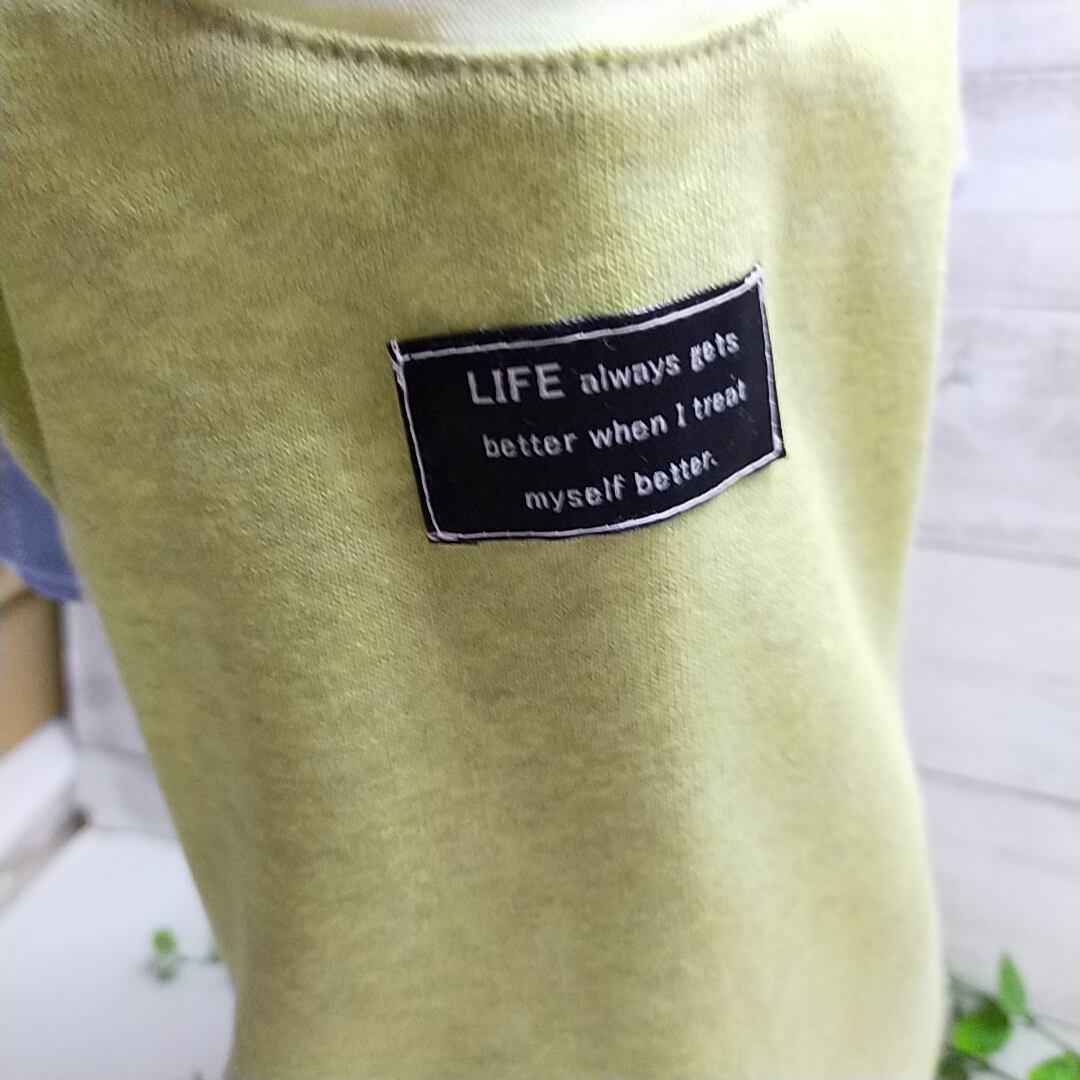 LIFE always gets
better when I treat
myself better.